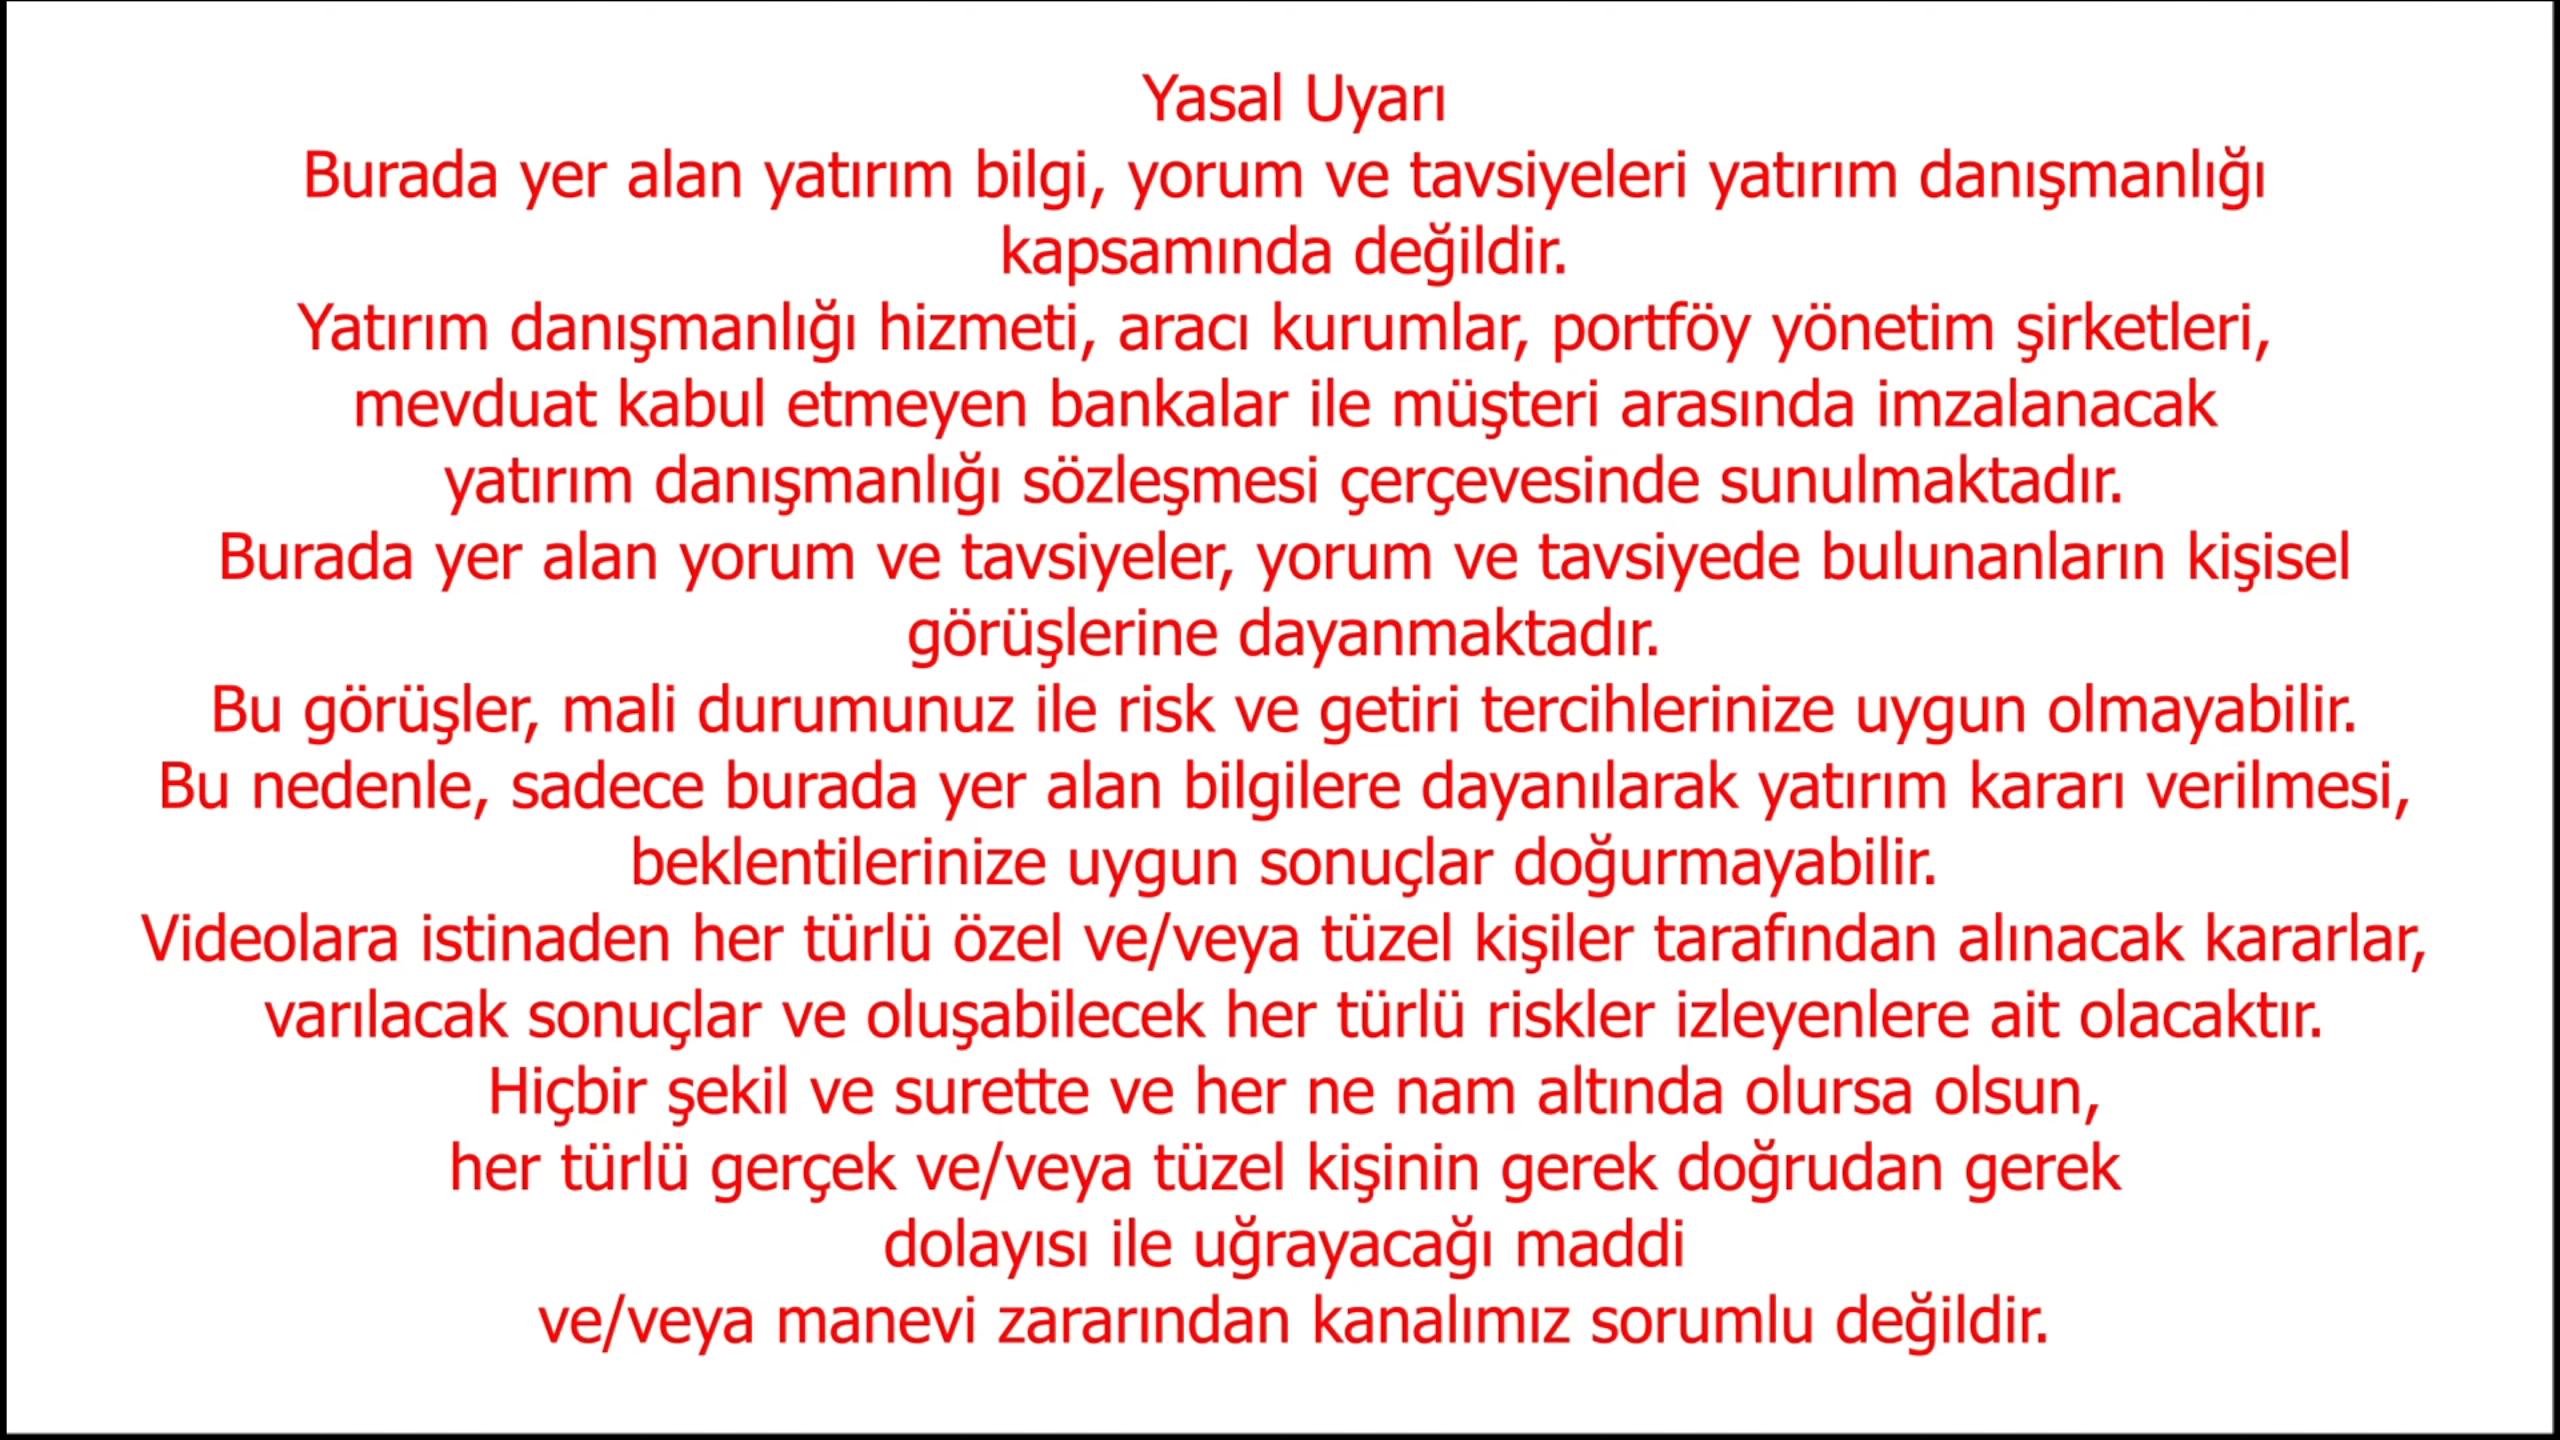 Yasal Uyarı
Burada yer alan yatırım bilgi, yorum ve tavsiyeleri yatırım danışmanlığı
kapsamında değildir.
Yatırım danışmanlığı hizmeti, aracı kurumlar, portföy yönetim şirketleri,
mevduat kabul etmeyen bankalar ile müşteri arasında imzalanacak
yatırım danışmanlığı sözleşmesi çerçevesinde sunulmaktadır.
Burada yer alan yorum ve tavsiyeler, yorum ve tavsiyede bulunanların kişisel
görüşlerine dayanmaktadır.
Bu görüşler, mali durumunuz ile risk ve getiri tercihlerinize uygun olmayabilir.
Bu nedenle, sadece burada yer alan bilgilere dayanılarak yatırım kararı verilmesi,
beklentilerinize uygun sonuçlar doğurmayabilir.
Videolara istinaden her türlü özel ve/veya tüzel kişiler tarafından alınacak kararlar,
varılacak sonuçlar ve oluşabilecek her türlü riskler izleyenlere ait olacaktır.
Hiçbir şekil ve surette ve her ne nam altında olursa olsun,
her türlü gerçek ve/veya tüzel kişinin gerek doğrudan gerek
dolayısı ile uğrayacağı maddi
ve/veya manevi zararından kanalımız sorumlu değildir.